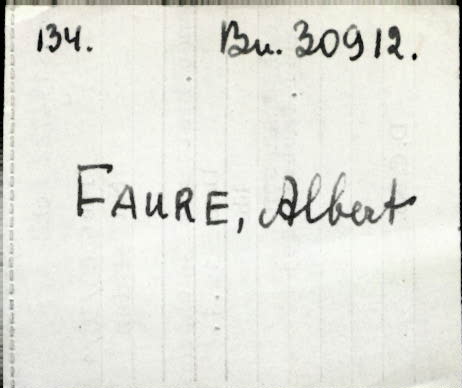 134. Bu. 30912.
FAURE, Albert